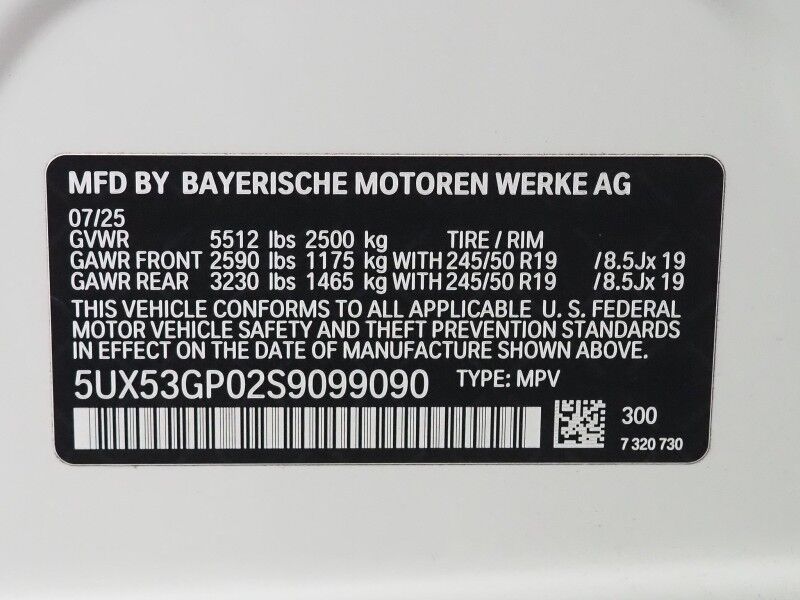 MFD BY BAYERISCHE MOTOREN WERKE AG
07/25
GVWR 5512 lbs 2500 kg TIRE / RIM
GAWR FRONT 2590 lbs 1175 kg WITH 245/50 R19 /8.5Jx 19
GAWR REAR 3230 lbs 1465 kg WITH 245/50 R19 /8.5Jx 19
THIS VEHICLE CONFORMS TO ALL APPLICABLE U. S. FEDERAL
MOTOR VEHICLE SAFETY AND THEFT PREVENTION STANDARDS
IN EFFECT ON THE DATE OF MANUFACTURE SHOWN ABOVE.
5UX53GP02S9099090 TYPE: MPV
300
7 320 730